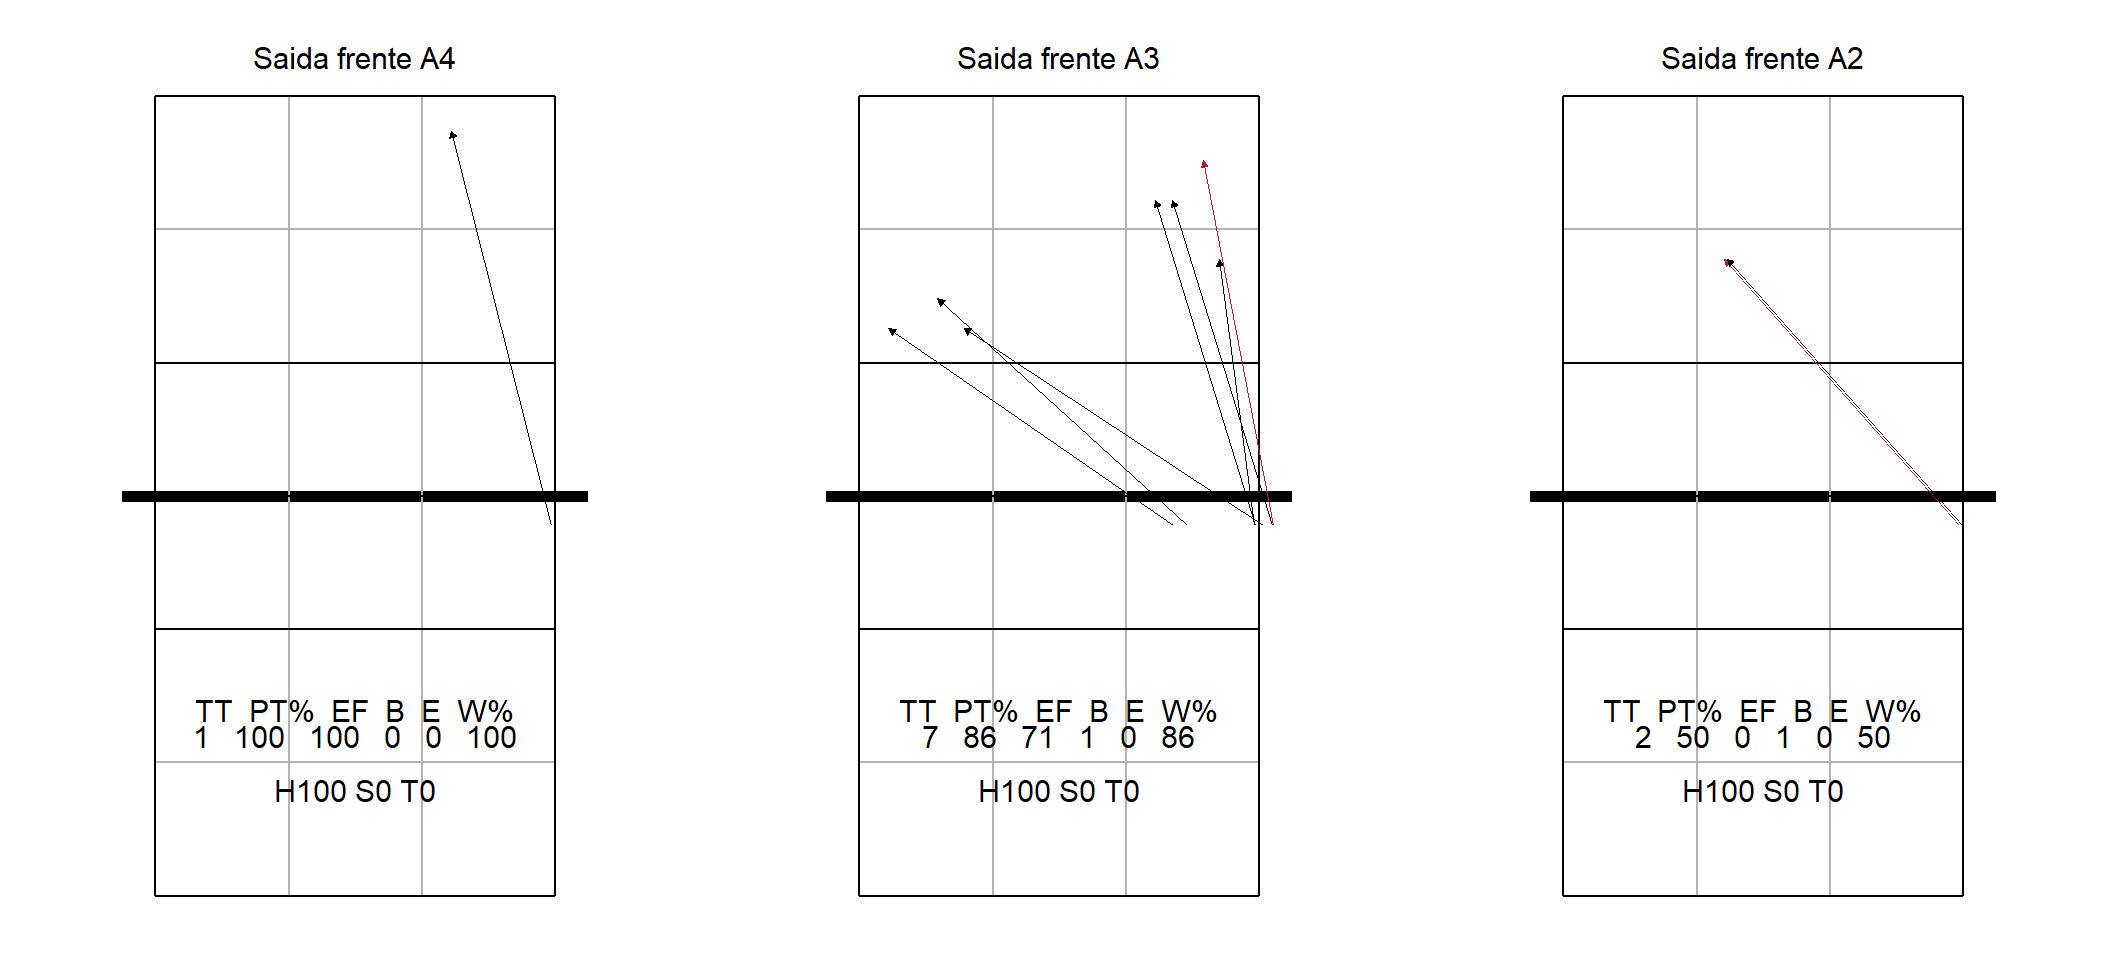 Saida frente A4
TT PT% EF B E W%
1 100 100 0 0 100
H100 S0 T0
Saida frente A3
TT PT% EF B E W%
7 86 71 1 0 86
H100 S0 T0
Saida frente A2
TT PT% EF B E W%
2 50 0 1 0 50
H100 S0 T0